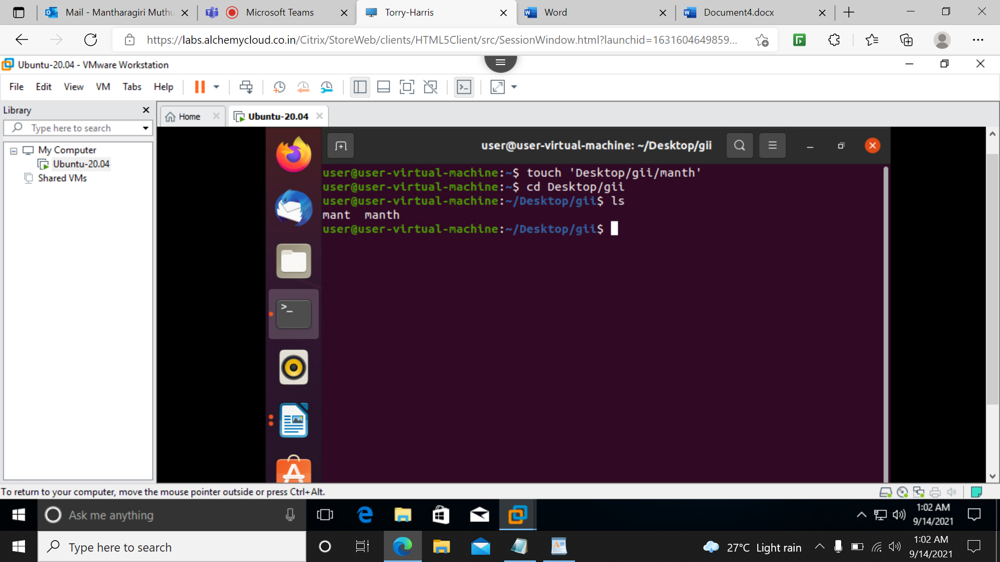 Mail - Mantharagiri Muthu
Microsoft Teams
Torry-Harris
Word
Document4.docx
https://labs.alchemycloud.co.in/Citrix/StoreWeb/clients/HTML5Client/src/SessionWindow.html?launchid=1631604649859...
Ubuntu-20.04 - VMware Workstation
File Edit View VM Tabs Help
Library
Home
Ubuntu-20.04
Type here to search
My Computer
Ubuntu-20.04
Shared VMs
user@user-virtual-machine: ~/Desktop/gii
user@user-virtual-machine:~$ touch 'Desktop/gii/manth'
user@user-virtual-machine:~$ cd Desktop/gii
user@user-virtual-machine:~/Desktop/gii$ ls
mant  manth
user@user-virtual-machine:~/Desktop/gii$
To return to your computer, move the mouse pointer outside or press Ctrl+Alt.
Ask me anything
1:02 AM
9/14/2021
Type here to search
27°C Light rain
1:02 AM
9/14/2021